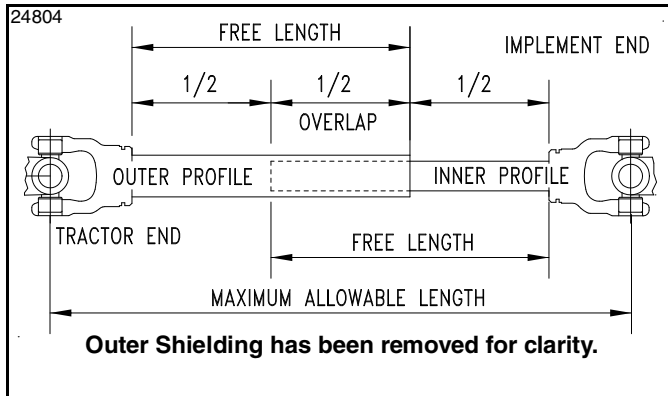 24804
FREE LENGTH
IMPLEMENT END
1/2 1/2 1/2
OVERLAP
OUTER PROFILE INNER PROFILE
TRACTOR END
FREE LENGTH
MAXIMUM ALLOWABLE LENGTH
Outer Shielding has been removed for clarity.